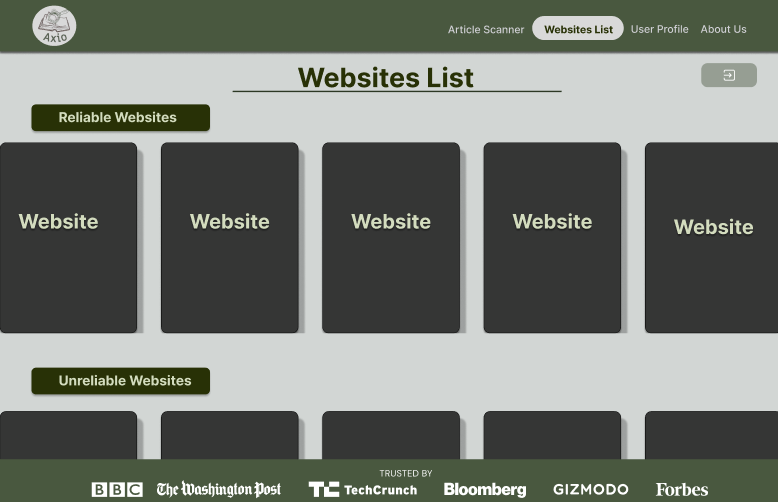 Axio
Article Scanner Websites List User Profile About Us
Websites List
Reliable Websites
Website Website Website Website Website
Unreliable Websites
TRUSTED BY
BBC The Washington Post TC TechCrunch Bloomberg GIZMODO Forbes